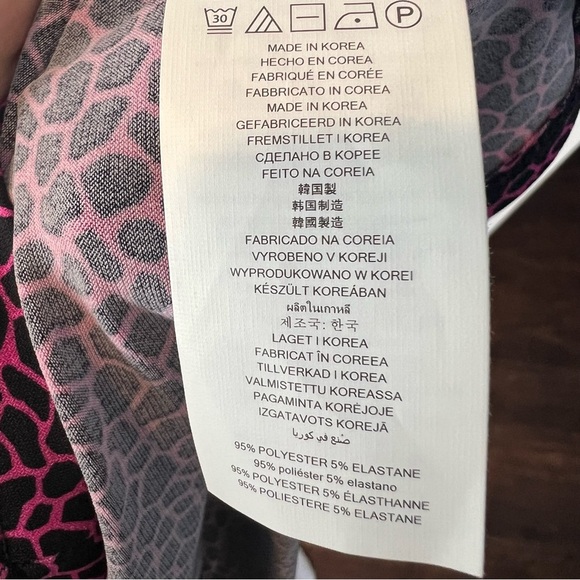 30 P
MADE IN KOREA
HECHO EN COREA
FABRIQUÉ EN CORÉE
FABBRICATO IN COREA
MADE IN KOREA
GEFABRICEERD IN KOREA
FREMSTILLET I KOREA
СДЕЛАНО В КОРЕЕ
FEITO NA COREIA
韓国製
韩国制造
韓國製造
FABRICADO NA COREIA
VYROBENO V KOREJI
WYPRODUKOWANO W KOREI
KÉSZÜLT KOREÁBAN
ผลิตในเกาหลี
제조국: 한국
LAGET I KOREA
FABRICAT ÎN COREEA
TILLVERKAD I KOREA
VALMISTETTU KOREASSA
PAGAMINTA KORĖJOJE
IZGATAVOTS KOREJĀ
صُنع في كوريا
95% POLYESTER 5% ELASTANE
95% poliéster 5% elastano
95% POLYESTER 5% ÉLASTHANNE
95% POLIESTERE 5% ELASTANE